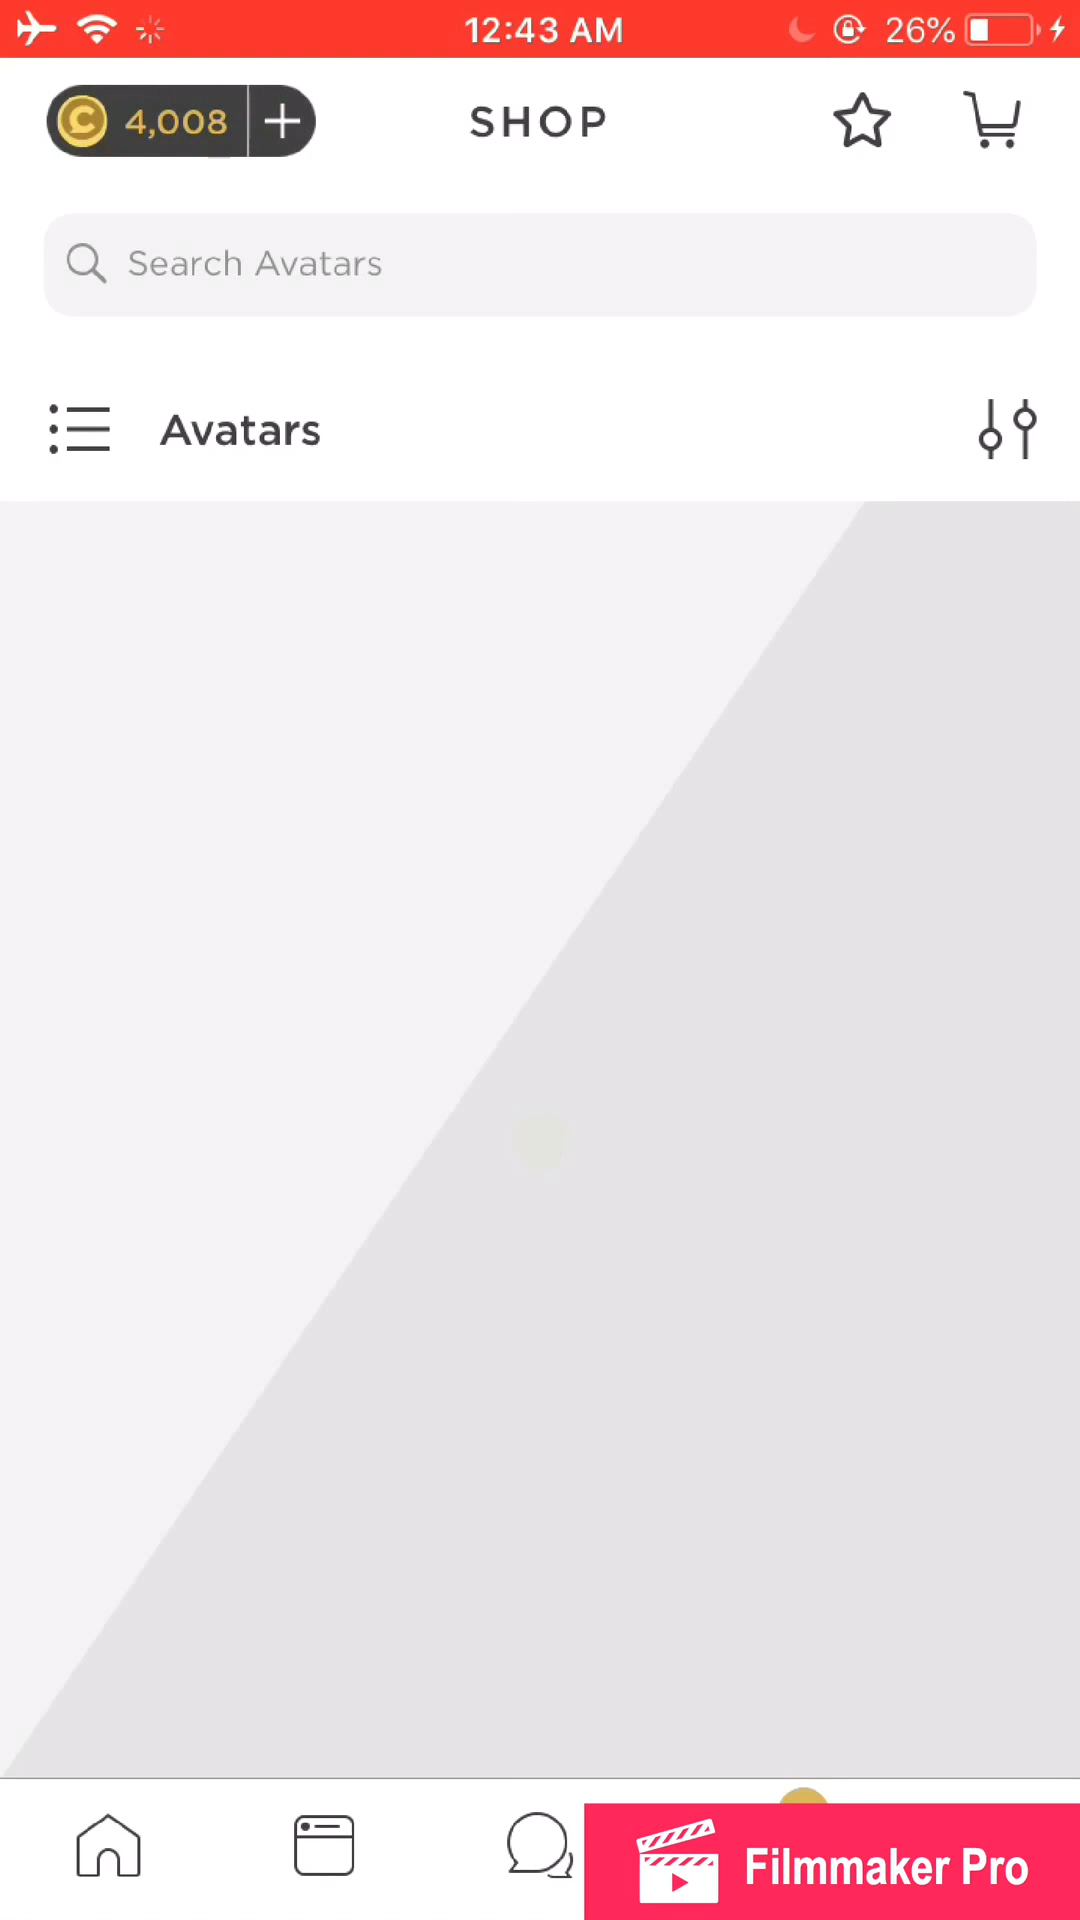 12:43 AM
26%
4,008
SHOP
Search Avatars
Avatars
Filmmaker Pro